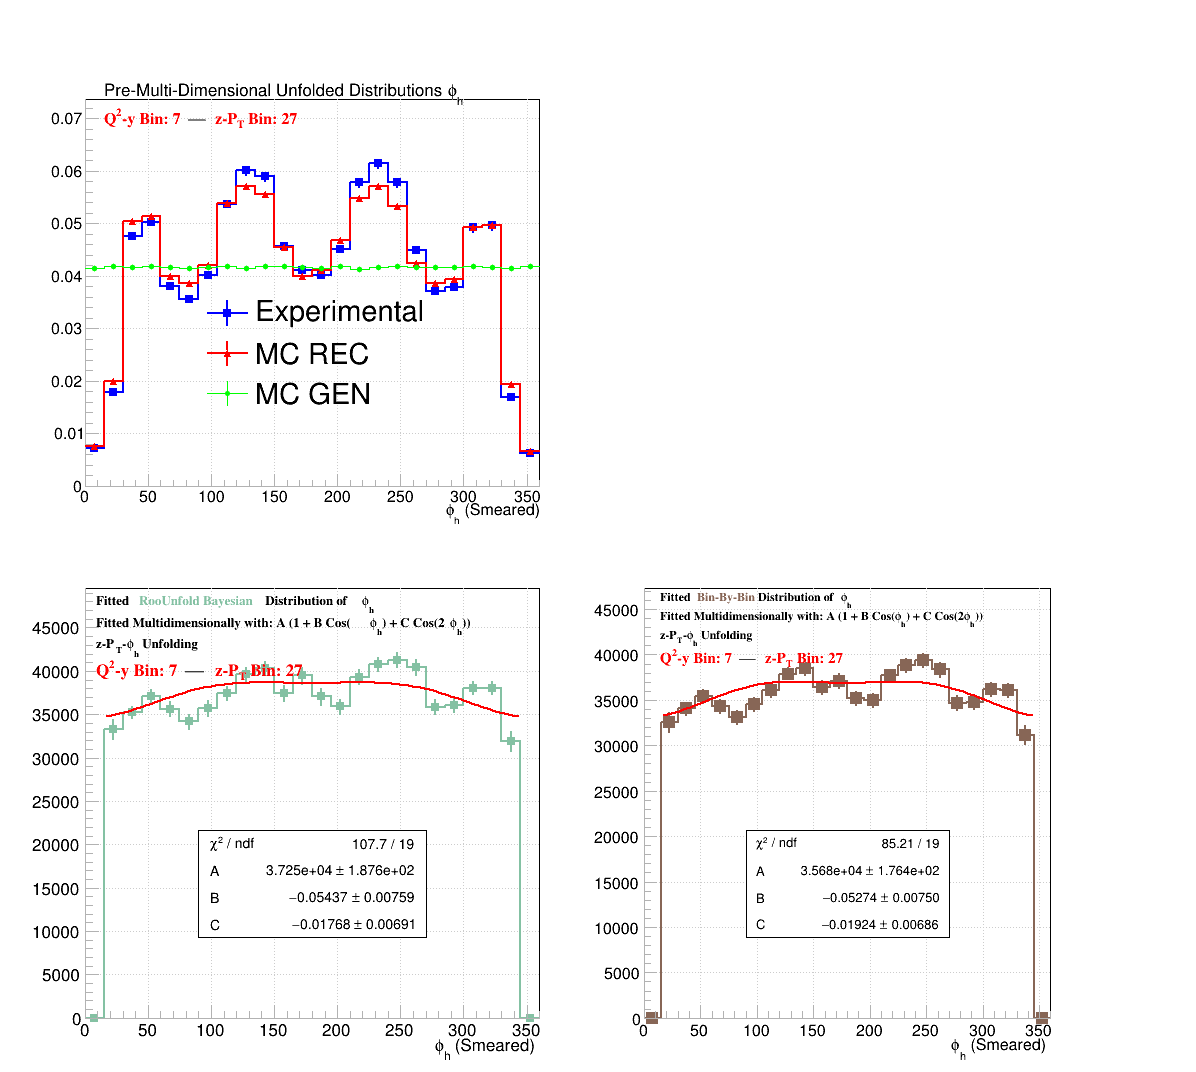 Pre-Multi-Dimensional Unfolded Distributions ϕh
Q²-y Bin: 7 — z-PT Bin: 27
0.07
0.06
0.05
0.04
0.03
0.02
0.01
0
Experimental
MC REC
MC GEN
0 50 100 150 200 250 300 350
ϕh (Smeared)
Fitted RooUnfold Bayesian Distribution of ϕh
Fitted Multidimensionally with: A (1 + B Cos( ϕh) + C Cos(2 ϕh))
z-PT-ϕh Unfolding
Q²-y Bin: 7 — z-PT Bin: 27
45000
40000
35000
30000
25000
20000
15000
10000
5000
0
χ² / ndf 107.7 / 19
A 3.725e+04 ± 1.876e+02
B −0.05437 ± 0.00759
C −0.01768 ± 0.00691
0 50 100 150 200 250 300 350
ϕh (Smeared)
Fitted Bin-By-Bin Distribution of ϕh
Fitted Multidimensionally with: A (1 + B Cos(ϕh) + C Cos(2ϕh))
z-PT-ϕh Unfolding
Q²-y Bin: 7 — z-PT Bin: 27
45000
40000
35000
30000
25000
20000
15000
10000
5000
0
χ² / ndf 85.21 / 19
A 3.568e+04 ± 1.764e+02
B −0.05274 ± 0.00750
C −0.01924 ± 0.00686
0 50 100 150 200 250 300 350
ϕh (Smeared)